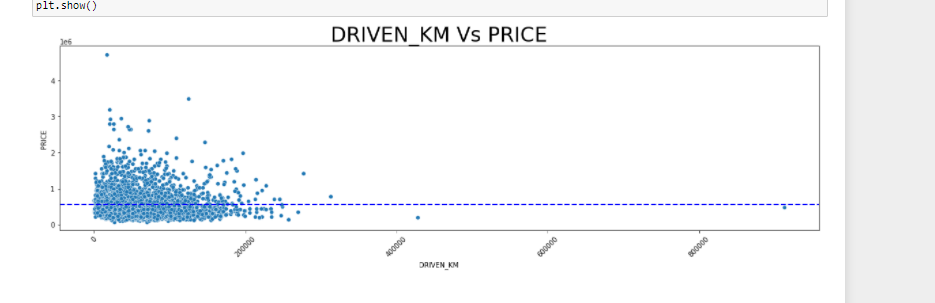 plt.show()
DRIVEN_KM Vs PRICE
1e6
4
3
2
1
0
PRICE
0
200000
400000
600000
800000
DRIVEN_KM